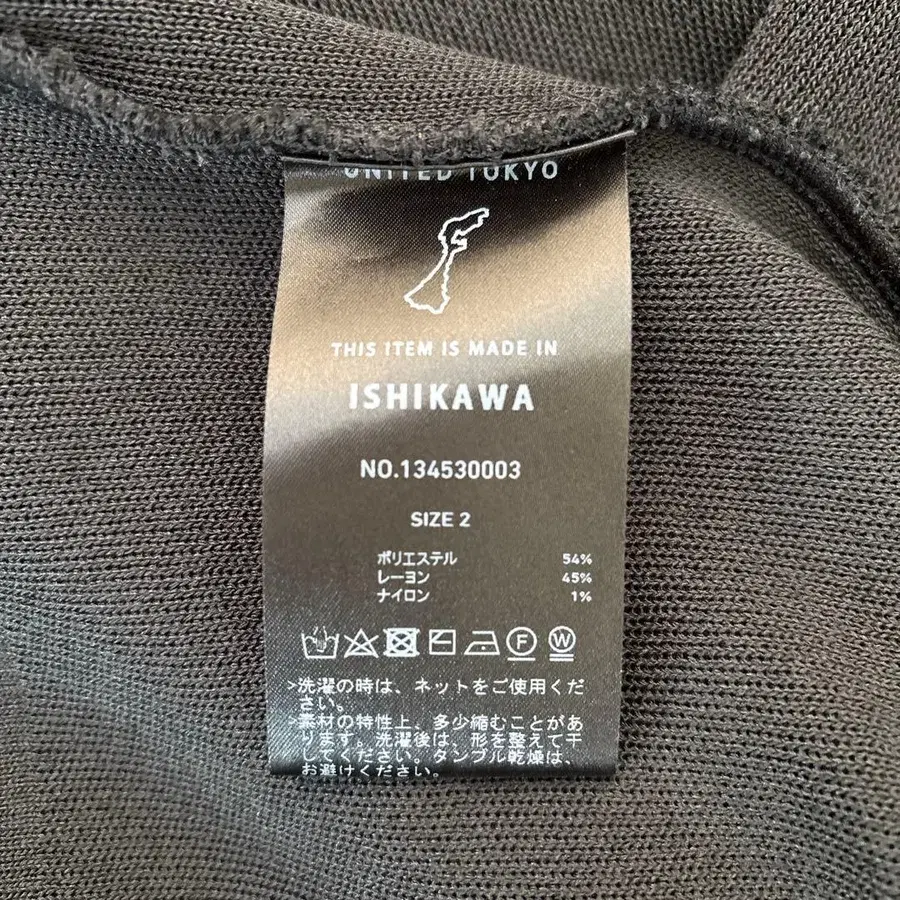 UNITED TOKYO
THIS ITEM IS MADE IN
ISHIKAWA
NO.134530003
SIZE 2
ポリエステル 54%
レーヨン 45%
ナイロン 1%
F W
>洗濯の時は、ネットをご使用くだ
さい。
>素材の特性上、多少縮むことがあ
ります。洗濯後は、形を整えて干
してください。タンブル乾燥は、
お避けください。